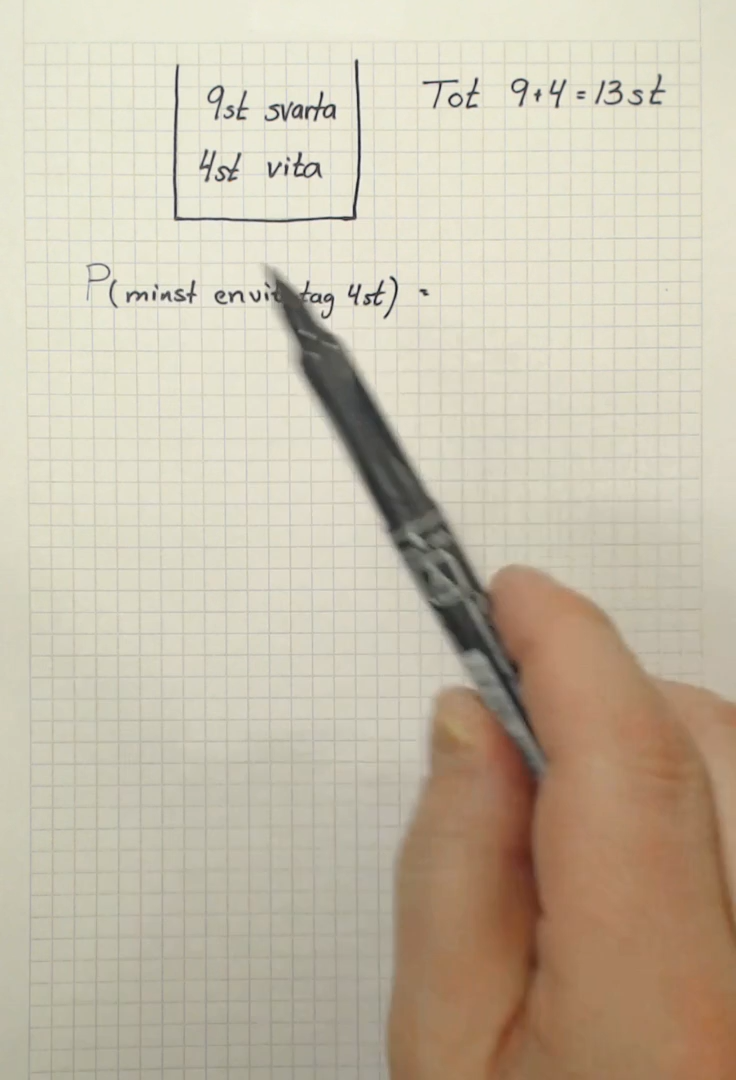 9st svarta
4st vita
Tot 9+4=13st
P(minst en tag 4st) =